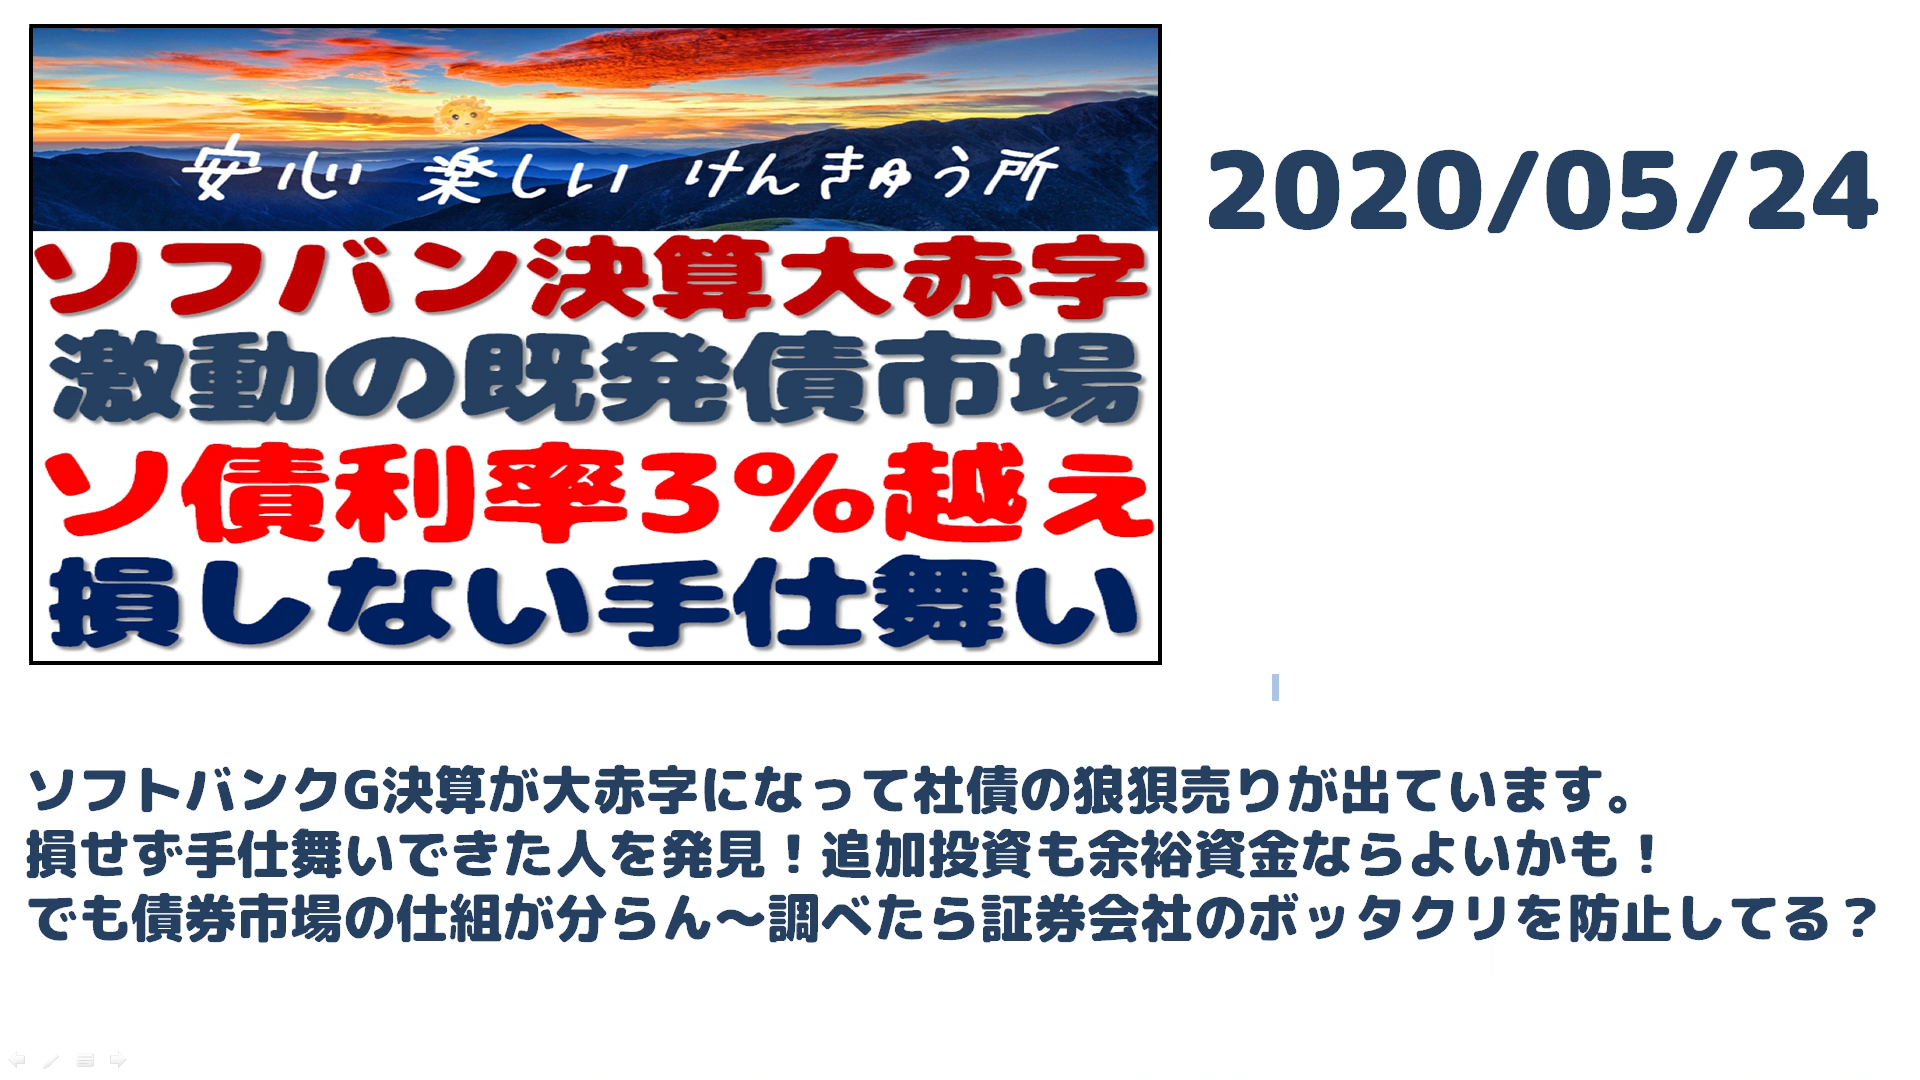 安心 楽しい けんきゅう所
2020/05/24
ソフバン決算大赤字
激動の既発債市場
ソ債利率3%越え
損しない手仕舞い
ソフトバンクG決算が大赤字になって社債の狼狽売りが出ています。
損せず手仕舞いできた人を発見！追加投資も余裕資金ならよいかも！
でも債券市場の仕組が分らん～調べたら証券会社のボッタクリを防止してる？